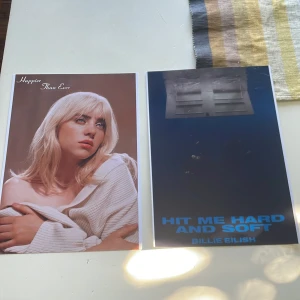 Happier
Than Ever
HIT ME HARD
AND SOFT
BILLIE EILISH